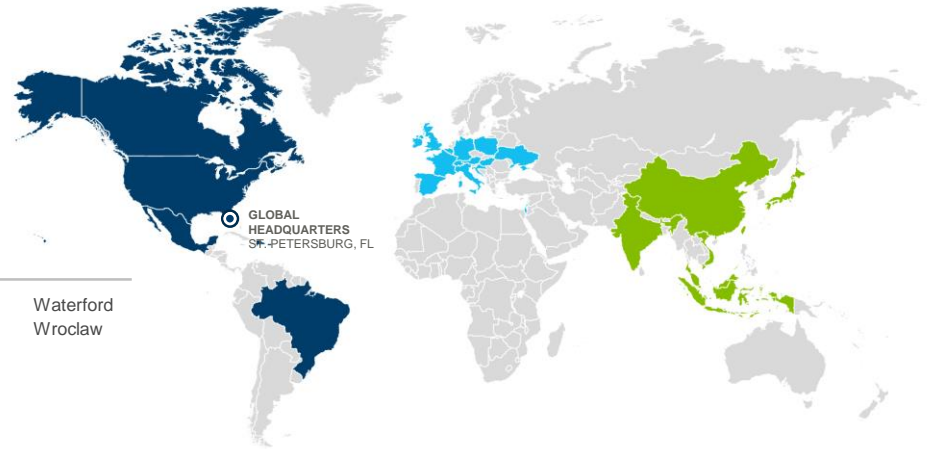 GLOBAL
HEADQUARTERS
ST. PETERSBURG, FL
Waterford
Wroclaw